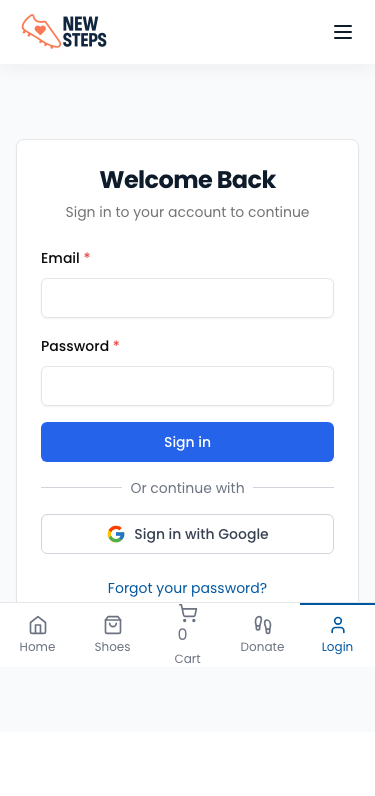 NEW
STEPS
Welcome Back
Sign in to your account to continue
Email *
Password *
Sign in
Or continue with
Sign in with Google
Forgot your password?
Home
Shoes
0
Cart
Donate
Login